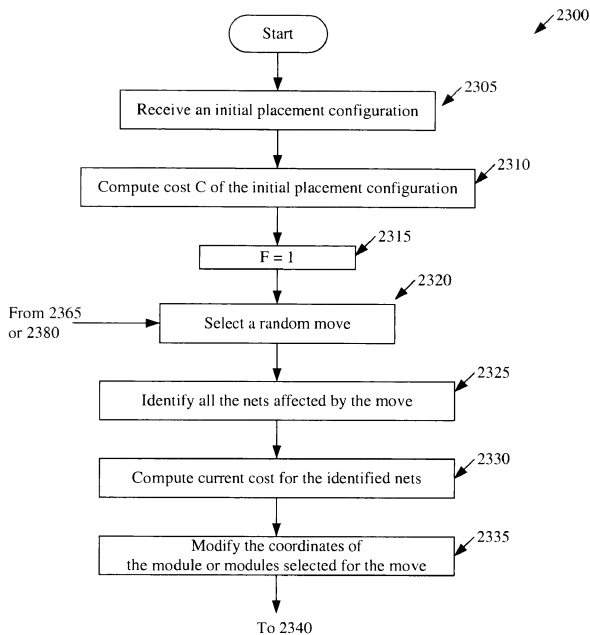 2300
Start
2305
Receive an initial placement configuration
2310
Compute cost C of the initial placement configuration
2315
F = 1
2320
From 2365
or 2380
Select a random move
2325
Identify all the nets affected by the move
2330
Compute current cost for the identified nets
2335
Modify the coordinates of
the module or modules selected for the move
To 2340